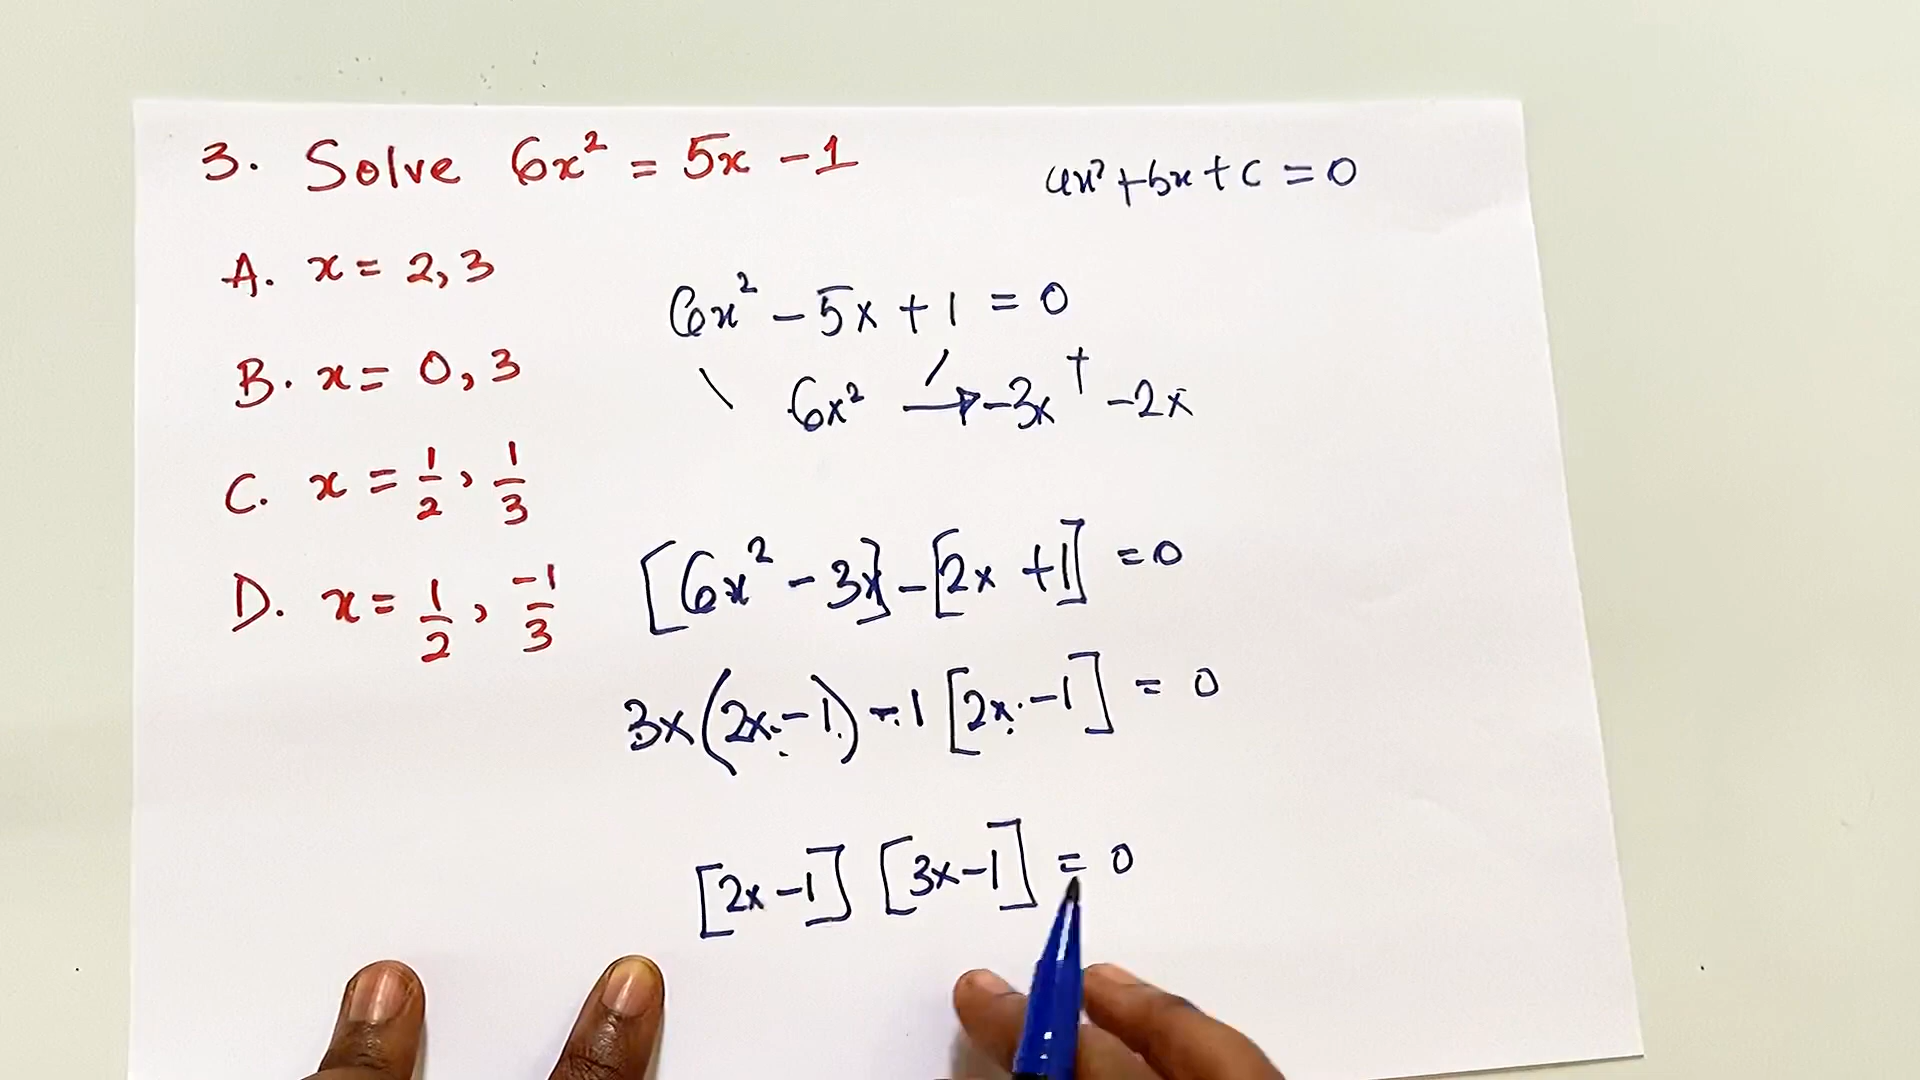 3. Solve 6x² = 5x - 1
ax² + bx + c = 0
A. x = 2, 3
6x² - 5x + 1 = 0
B. x = 0, 3
6x² → -3x + -2x
C. x = 1/2, 1/3
[6x² - 3x] - [2x + 1] = 0
D. x = 1/2, -1/3
3x(2x - 1) - 1[2x - 1] = 0
[2x - 1] [3x - 1] = 0